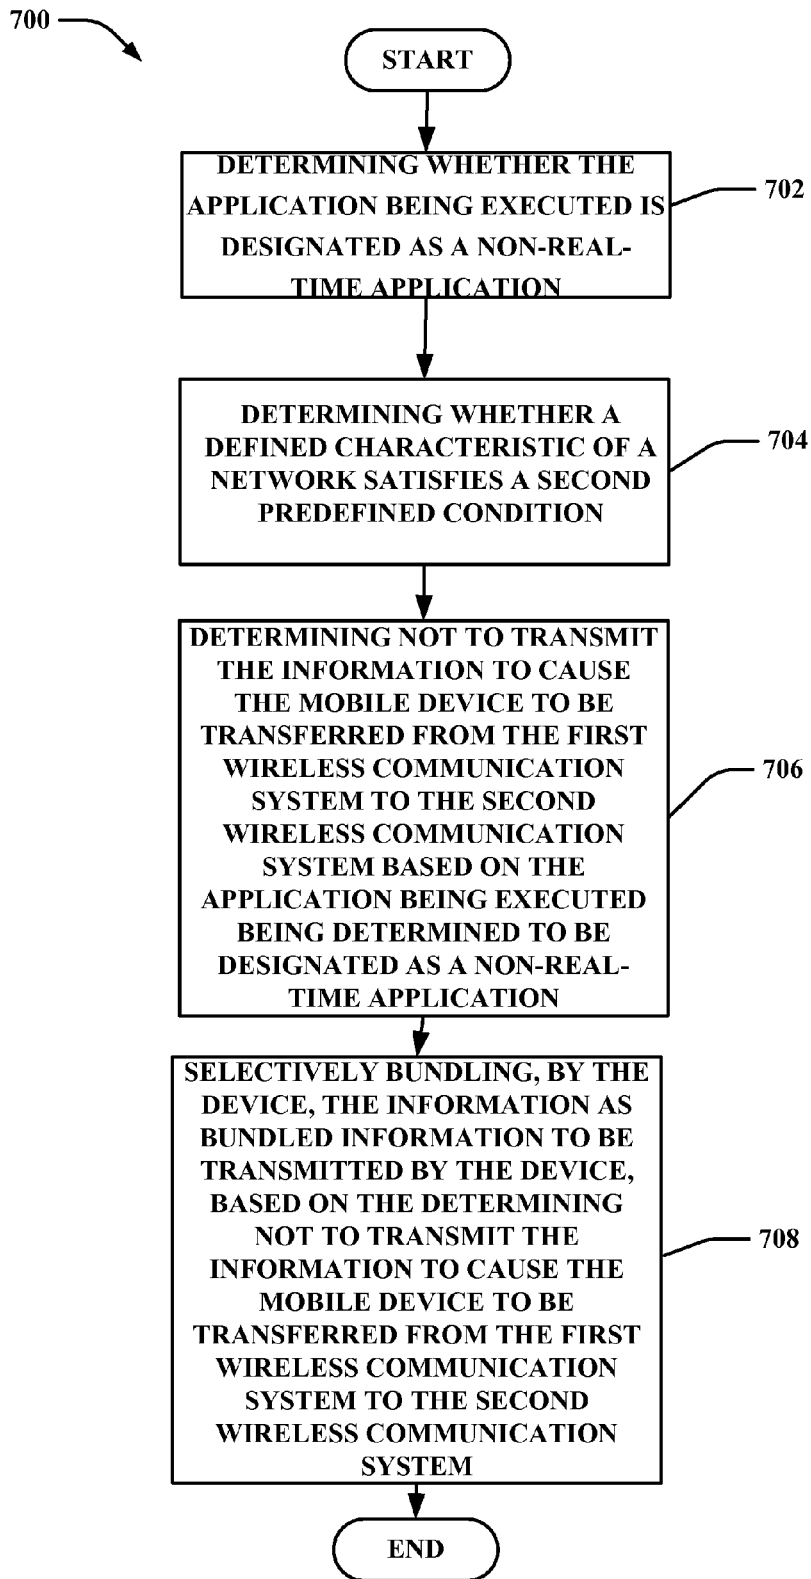 700
START
DETERMINING WHETHER THE
APPLICATION BEING EXECUTED IS
DESIGNATED AS A NON-REAL-
TIME APPLICATION
702
DETERMINING WHETHER A
DEFINED CHARACTERISTIC OF A
NETWORK SATISFIES A SECOND
PREDEFINED CONDITION
704
DETERMINING NOT TO TRANSMIT
THE INFORMATION TO CAUSE
THE MOBILE DEVICE TO BE
TRANSFERRED FROM THE FIRST
WIRELESS COMMUNICATION
SYSTEM TO THE SECOND
WIRELESS COMMUNICATION
SYSTEM BASED ON THE
APPLICATION BEING EXECUTED
BEING DETERMINED TO BE
DESIGNATED AS A NON-REAL-
TIME APPLICATION
706
SELECTIVELY BUNDLING, BY THE
DEVICE, THE INFORMATION AS
BUNDLED INFORMATION TO BE
TRANSMITTED BY THE DEVICE,
BASED ON THE DETERMINING
NOT TO TRANSMIT THE
INFORMATION TO CAUSE THE
MOBILE DEVICE TO BE
TRANSFERRED FROM THE FIRST
WIRELESS COMMUNICATION
SYSTEM TO THE SECOND
WIRELESS COMMUNICATION
SYSTEM
708
END